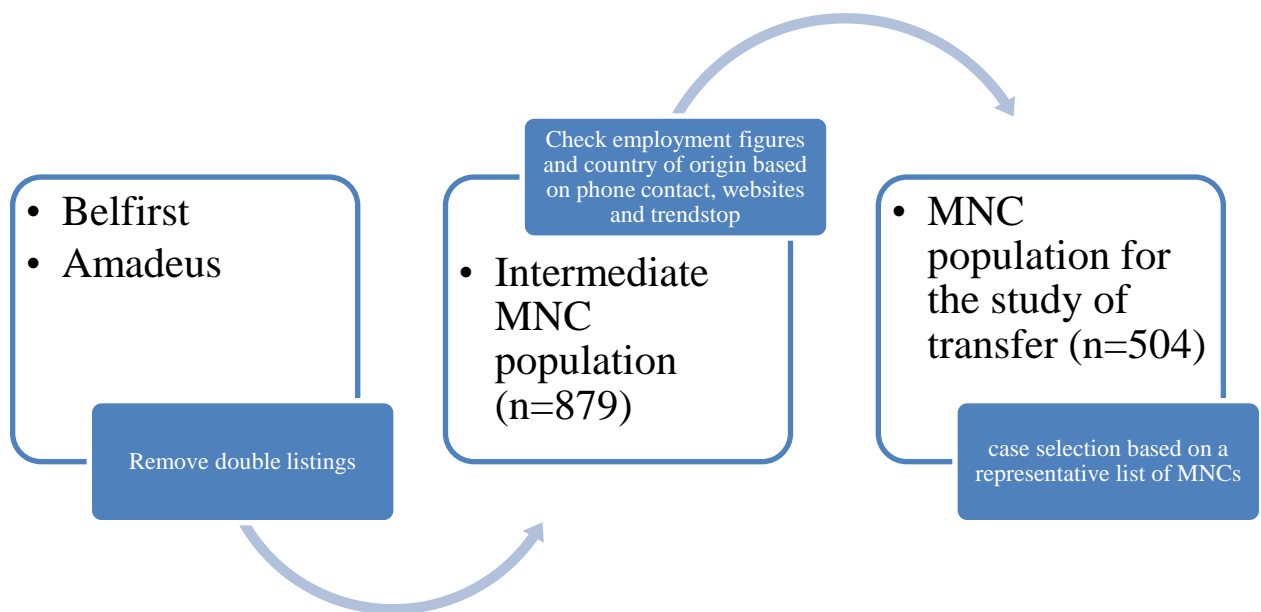 • Belfirst
• Amadeus
Remove double listings
Check employment figures
and country of origin based
on phone contact, websites
and trendstop
• Intermediate
MNC
population
(n=879)
• MNC
population for
the study of
transfer (n=504)
case selection based on a
representative list of MNCs